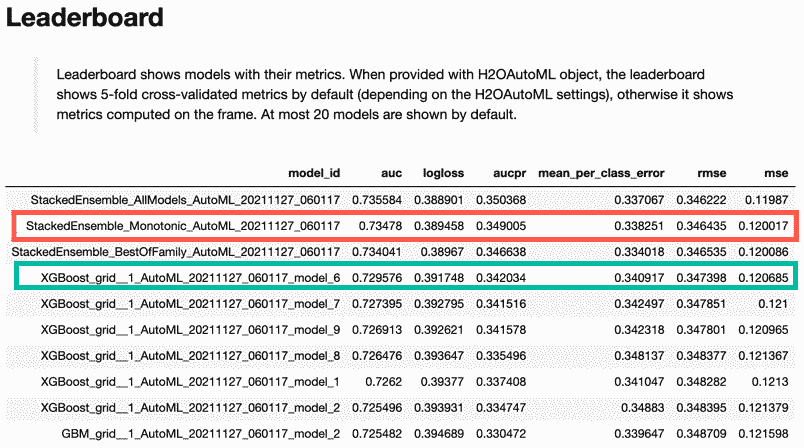 Leaderboard
Leaderboard shows models with their metrics. When provided with H2OAutoML object, the leaderboard
shows 5-fold cross-validated metrics by default (depending on the H2OAutoML settings), otherwise it shows
metrics computed on the frame. At most 20 models are shown by default.
model_id auc logloss aucpr mean_per_class_error rmse mse
StackedEnsemble_AllModels_AutoML_20211127_060117 0.735584 0.388901 0.350368 0.337067 0.346222 0.11987
StackedEnsemble_Monotonic_AutoML_20211127_060117 0.73478 0.389458 0.349005 0.338251 0.346435 0.120017
StackedEnsemble_BestOfFamily_AutoML_20211127_060117 0.734041 0.38967 0.346638 0.334018 0.346535 0.120086
XGBoost_grid__1_AutoML_20211127_060117_model_6 0.729576 0.391748 0.342034 0.340917 0.347398 0.120685
XGBoost_grid__1_AutoML_20211127_060117_model_7 0.727395 0.392795 0.341516 0.342497 0.347851 0.121
XGBoost_grid__1_AutoML_20211127_060117_model_9 0.726913 0.392621 0.341578 0.342318 0.347801 0.120965
XGBoost_grid__1_AutoML_20211127_060117_model_8 0.726476 0.393647 0.335496 0.348137 0.348377 0.121367
XGBoost_grid__1_AutoML_20211127_060117_model_1 0.7262 0.39377 0.337408 0.341047 0.348282 0.1213
XGBoost_grid__1_AutoML_20211127_060117_model_2 0.725496 0.393931 0.334747 0.34883 0.348395 0.121379
GBM_grid__1_AutoML_20211127_060117_model_2 0.725482 0.394689 0.330472 0.339647 0.348709 0.121598